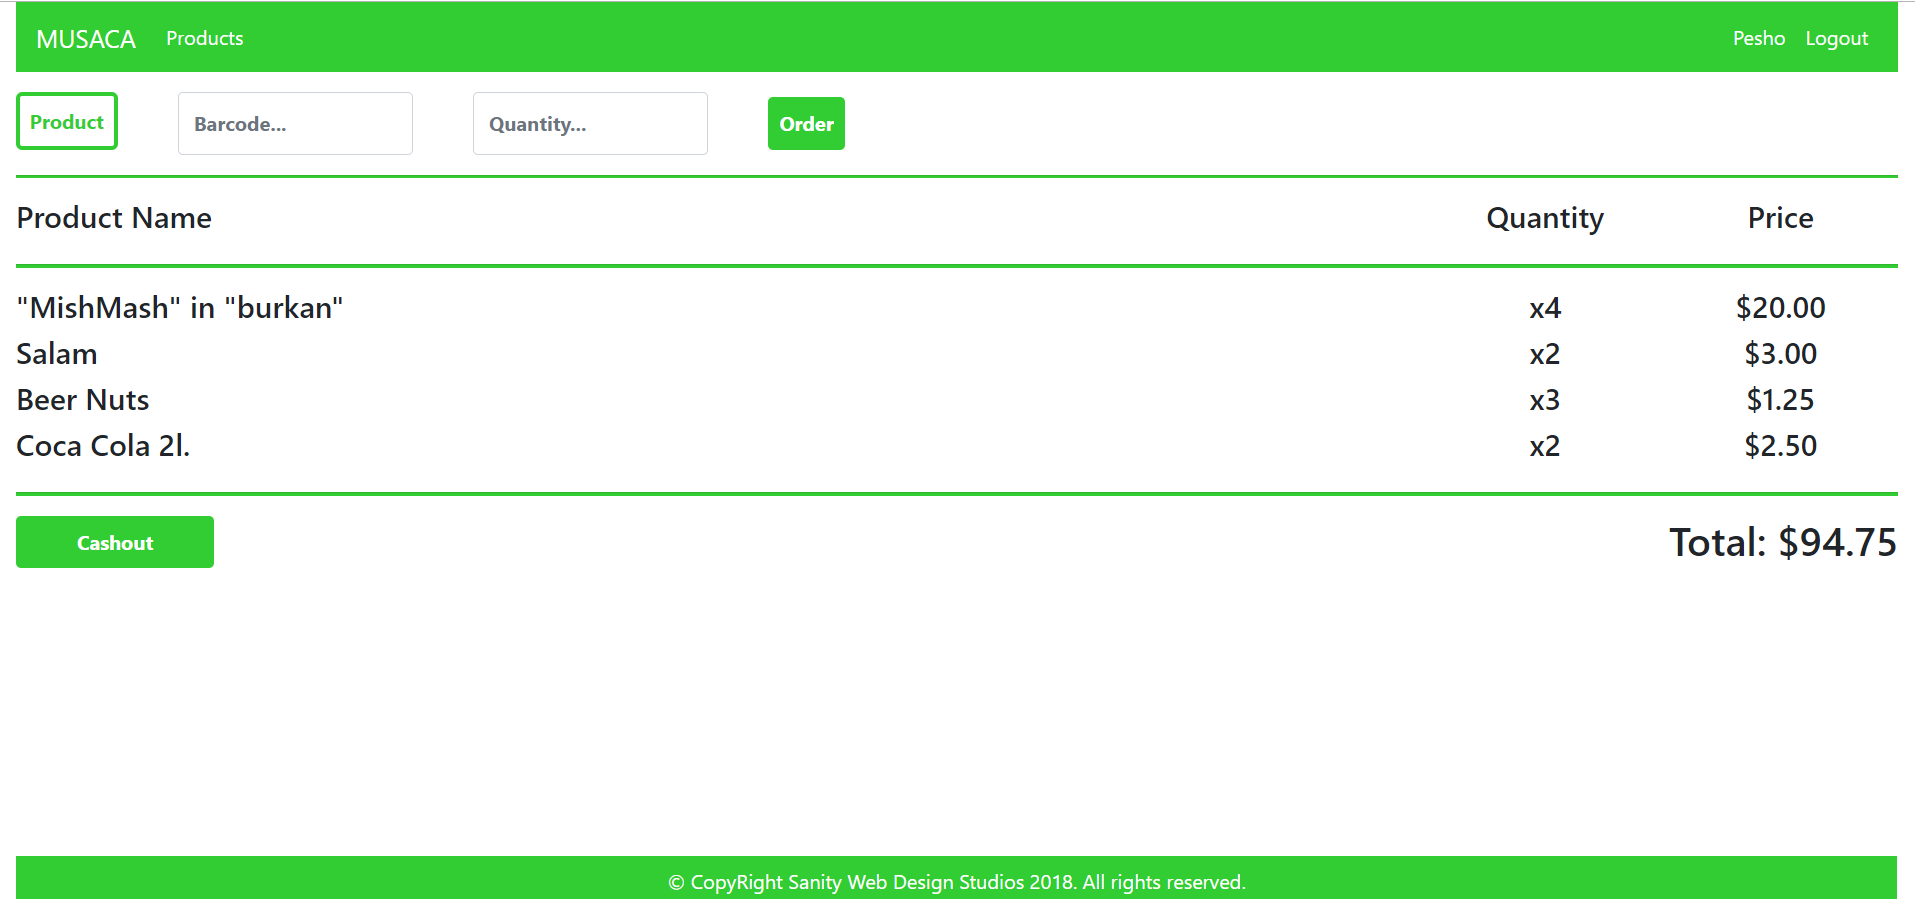 MUSACA Products Pesho Logout
Product Barcode... Quantity... Order
Product Name Quantity Price
"MishMash" in "burkan" x4 $20.00
Salam x2 $3.00
Beer Nuts x3 $1.25
Coca Cola 2l. x2 $2.50
Cashout Total: $94.75
© CopyRight Sanity Web Design Studios 2018. All rights reserved.